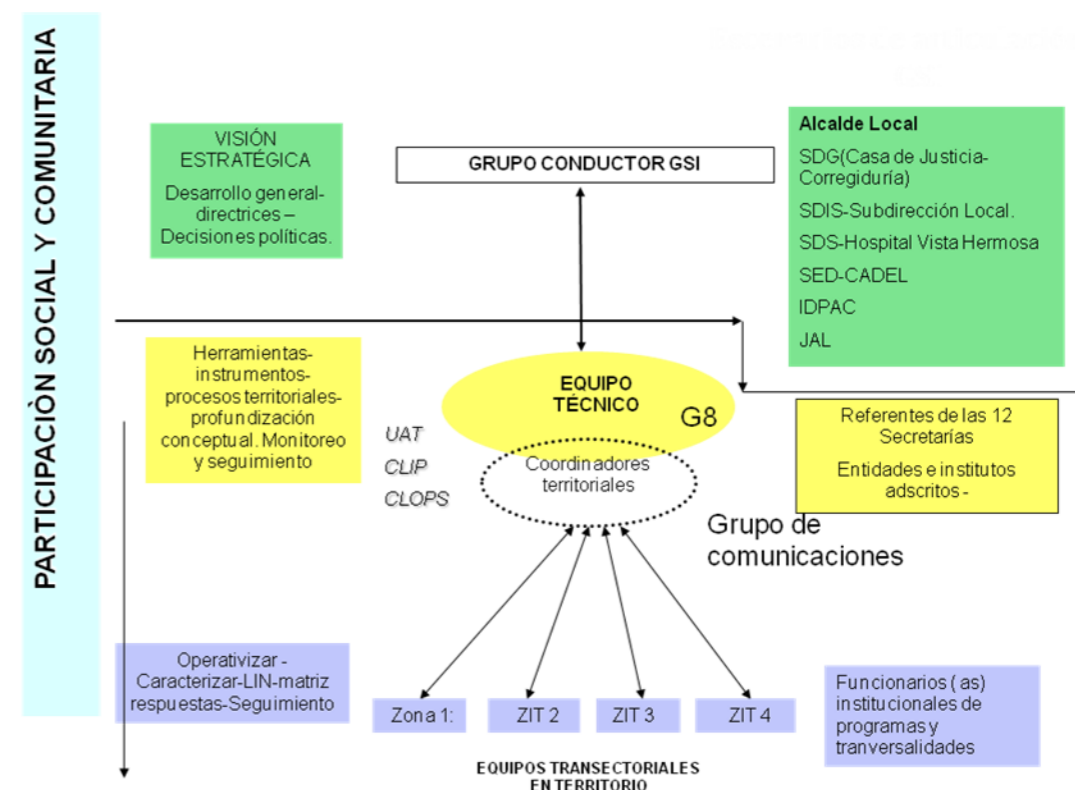 PARTICIPACIÓN SOCIAL Y COMUNITARIA
VISIÓN
ESTRATÉGICA
Desarrollo general-
directrices –
Decisiones políticas.
GRUPO CONDUCTOR GSI
Alcalde Local
SDG(Casa de Justicia-
Corregiduría)
SDIS-Subdirección Local.
SDS-Hospital Vista Hermosa
SED-CADEL
IDPAC
JAL
Herramientas-
instrumentos-
procesos territoriales-
profundización
conceptual. Monitoreo
y seguimiento
UAT
CLIP
CLOPS
EQUIPO
TÉCNICO
G8
Coordinadores
territoriales
Referentes de las 12
Secretarías
Entidades e institutos
adscritos -
Grupo de
comunicaciones
Operativizar -
Caracterizar-LIN-matriz
respuestas-Seguimiento
Zona 1:
ZIT 2
ZIT 3
ZIT 4
Funcionarios ( as)
institucionales de
programas y
tranversalidades
EQUIPOS TRANSECTORIALES
EN TERRITORIO